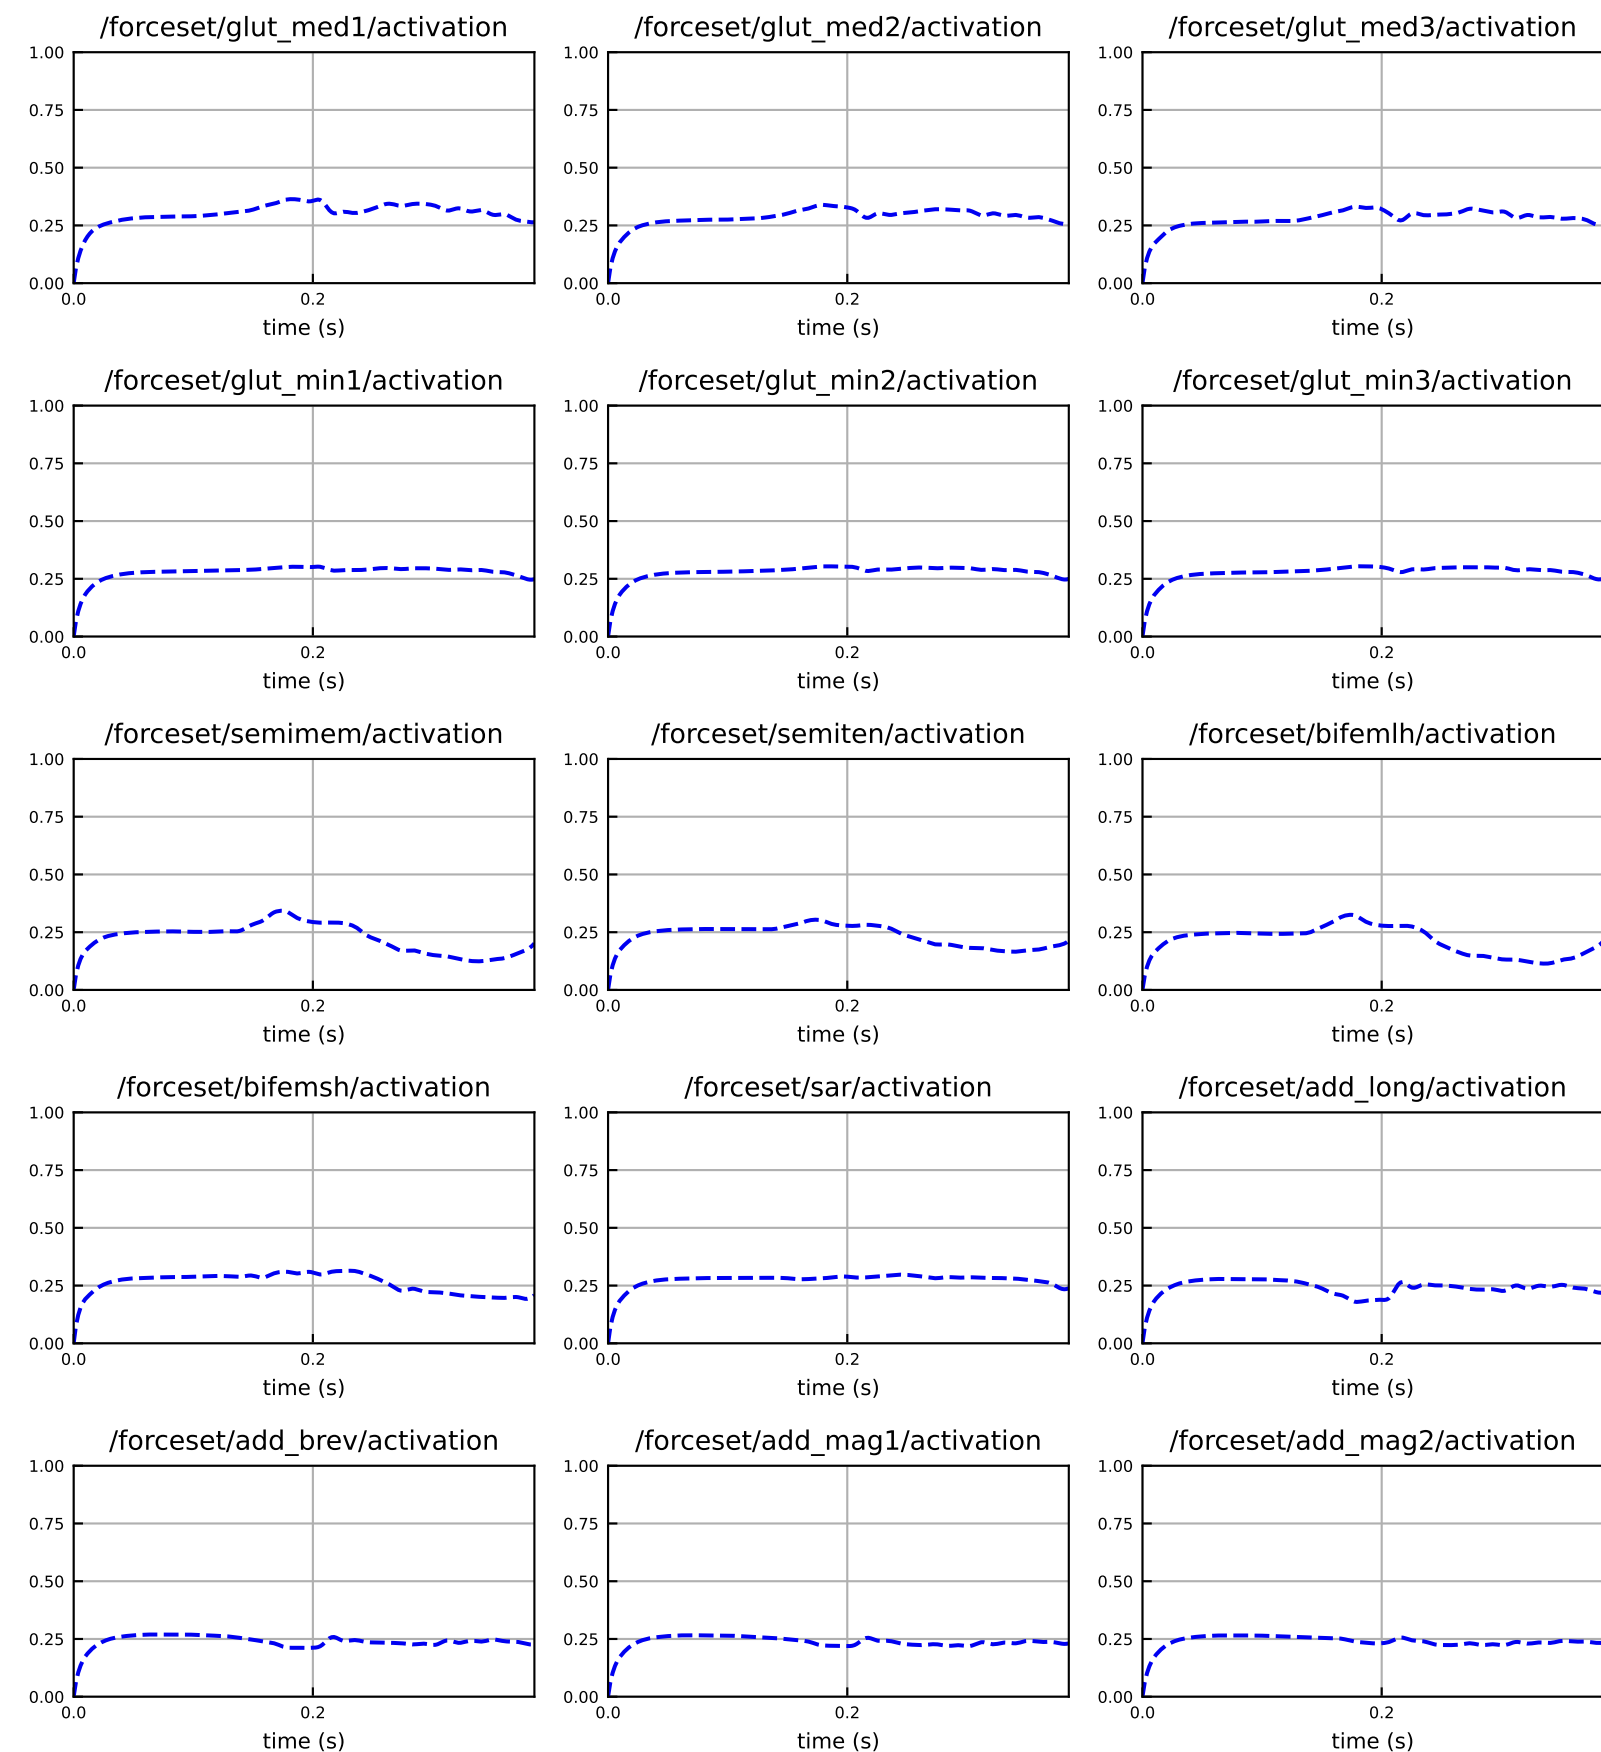 /forceset/glut_med1/activation /forceset/glut_med2/activation /forceset/glut_med3/activation
1.00 1.00 1.00
0.75 0.75 0.75
0.50 0.50 0.50
0.25 0.25 0.25
0.00 0.00 0.00
0.0 0.2 0.0 0.2 0.0 0.2
time (s) time (s) time (s)
/forceset/glut_min1/activation /forceset/glut_min2/activation /forceset/glut_min3/activation
1.00 1.00 1.00
0.75 0.75 0.75
0.50 0.50 0.50
0.25 0.25 0.25
0.00 0.00 0.00
0.0 0.2 0.0 0.2 0.0 0.2
time (s) time (s) time (s)
/forceset/semimem/activation /forceset/semiten/activation /forceset/bifemlh/activation
1.00 1.00 1.00
0.75 0.75 0.75
0.50 0.50 0.50
0.25 0.25 0.25
0.00 0.00 0.00
0.0 0.2 0.0 0.2 0.0 0.2
time (s) time (s) time (s)
/forceset/bifemsh/activation /forceset/sar/activation /forceset/add_long/activation
1.00 1.00 1.00
0.75 0.75 0.75
0.50 0.50 0.50
0.25 0.25 0.25
0.00 0.00 0.00
0.0 0.2 0.0 0.2 0.0 0.2
time (s) time (s) time (s)
/forceset/add_brev/activation /forceset/add_mag1/activation /forceset/add_mag2/activation
1.00 1.00 1.00
0.75 0.75 0.75
0.50 0.50 0.50
0.25 0.25 0.25
0.00 0.00 0.00
0.0 0.2 0.0 0.2 0.0 0.2
time (s) time (s) time (s)